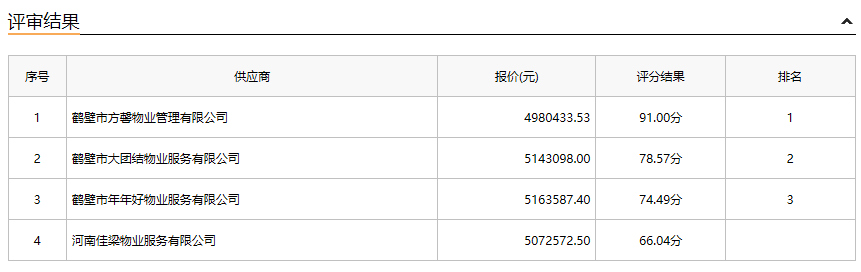 评审结果
序号 供应商 报价(元) 评分结果 排名
1 鹤壁市方馨物业管理有限公司 4980433.53 91.00分 1
2 鹤壁市大团结物业服务有限公司 5143098.00 78.57分 2
3 鹤壁市年年好物业服务有限公司 5163587.40 74.49分 3
4 河南佳梁物业服务有限公司 5072572.50 66.04分